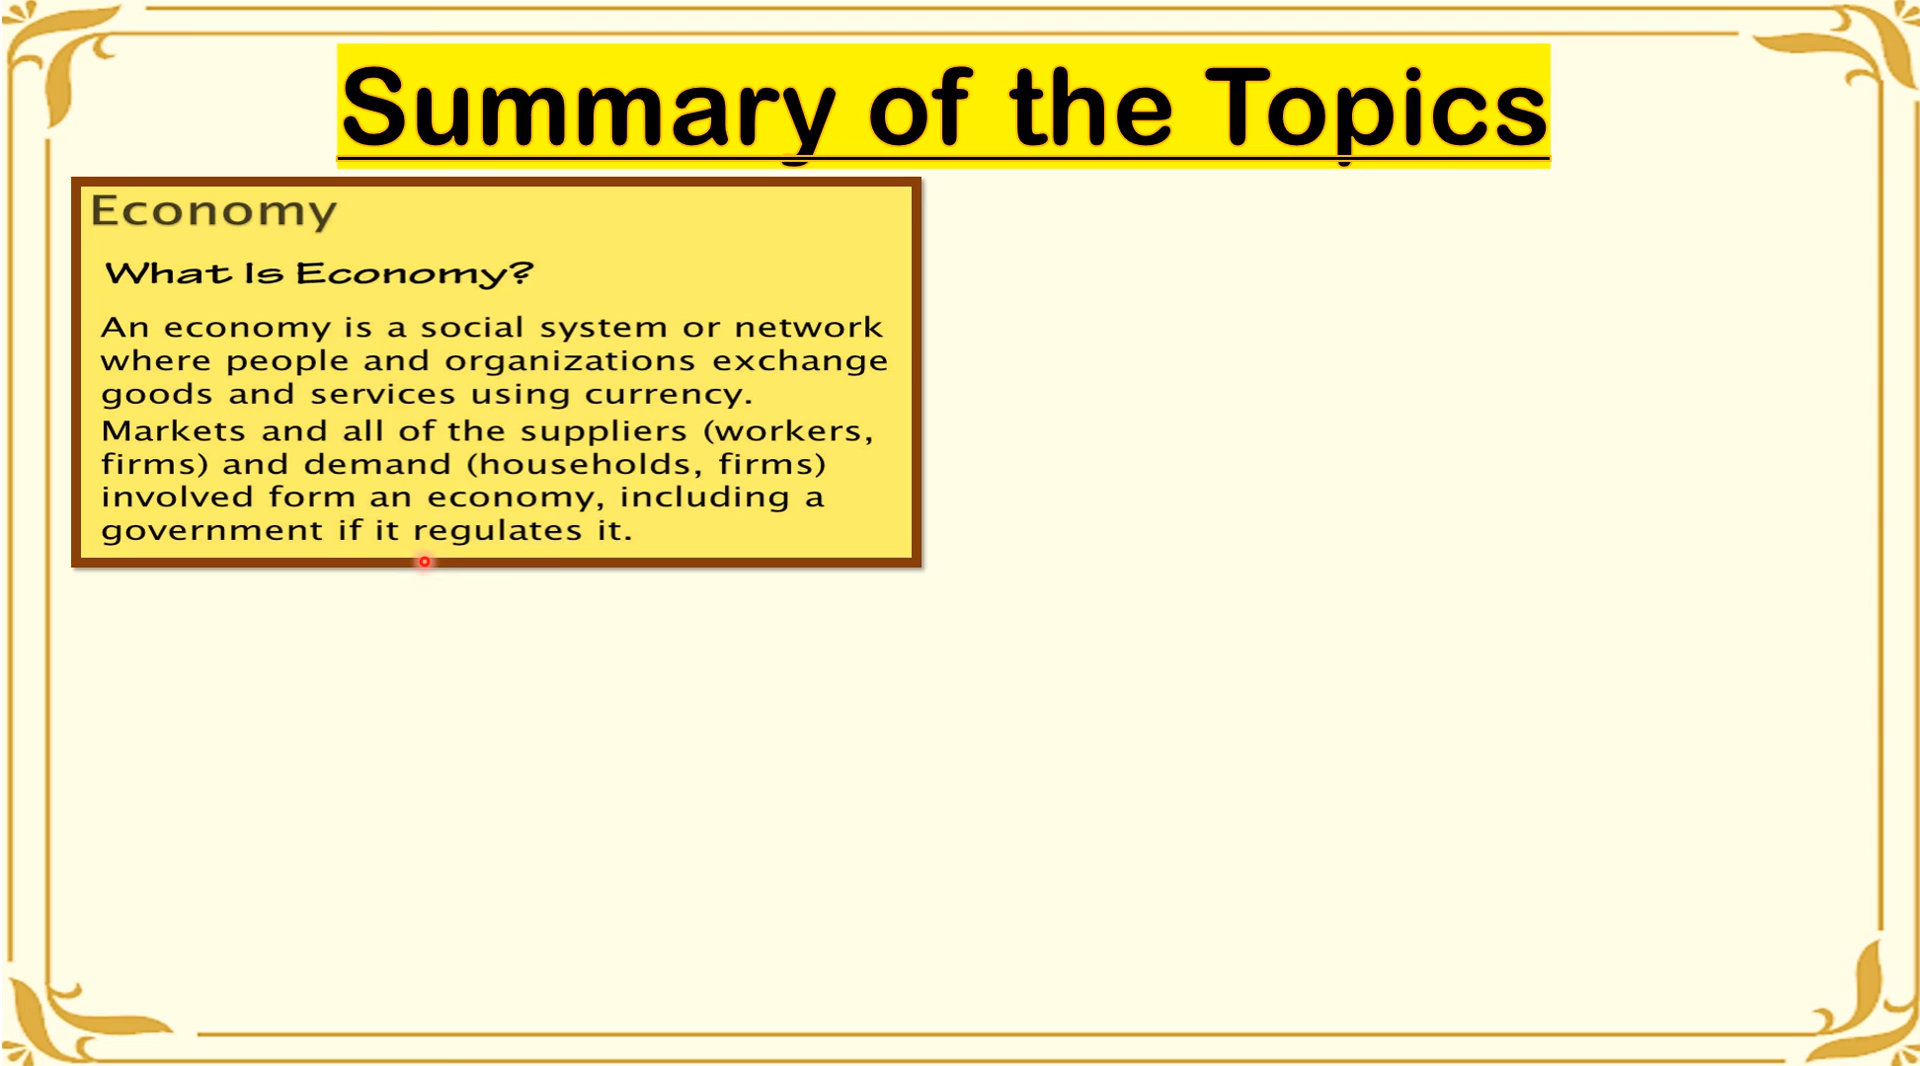 Summary of the Topics
Economy
What Is Economy?
An economy is a social system or network
where people and organizations exchange
goods and services using currency.
Markets and all of the suppliers (workers,
firms) and demand (households, firms)
involved form an economy, including a
government if it regulates it.